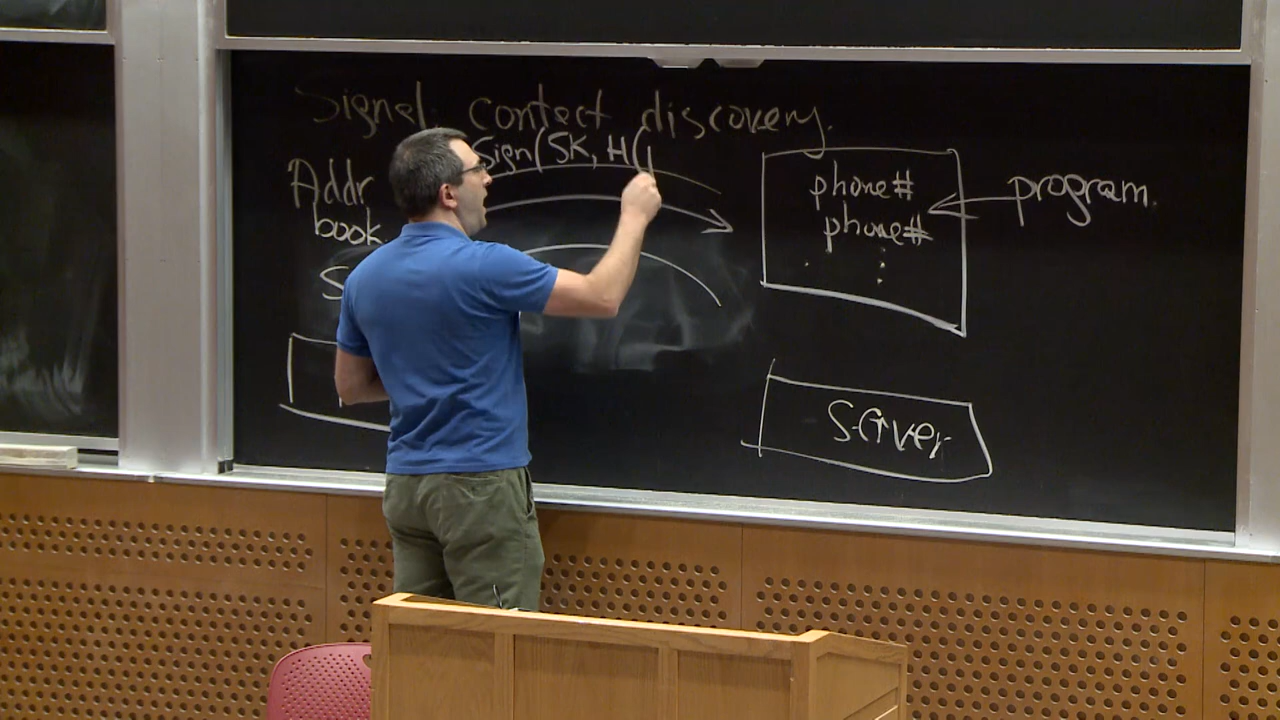 Signal: contact discovery.
Sign(SK, H(
Addr
book
S
phone#
phone#
program.
Server